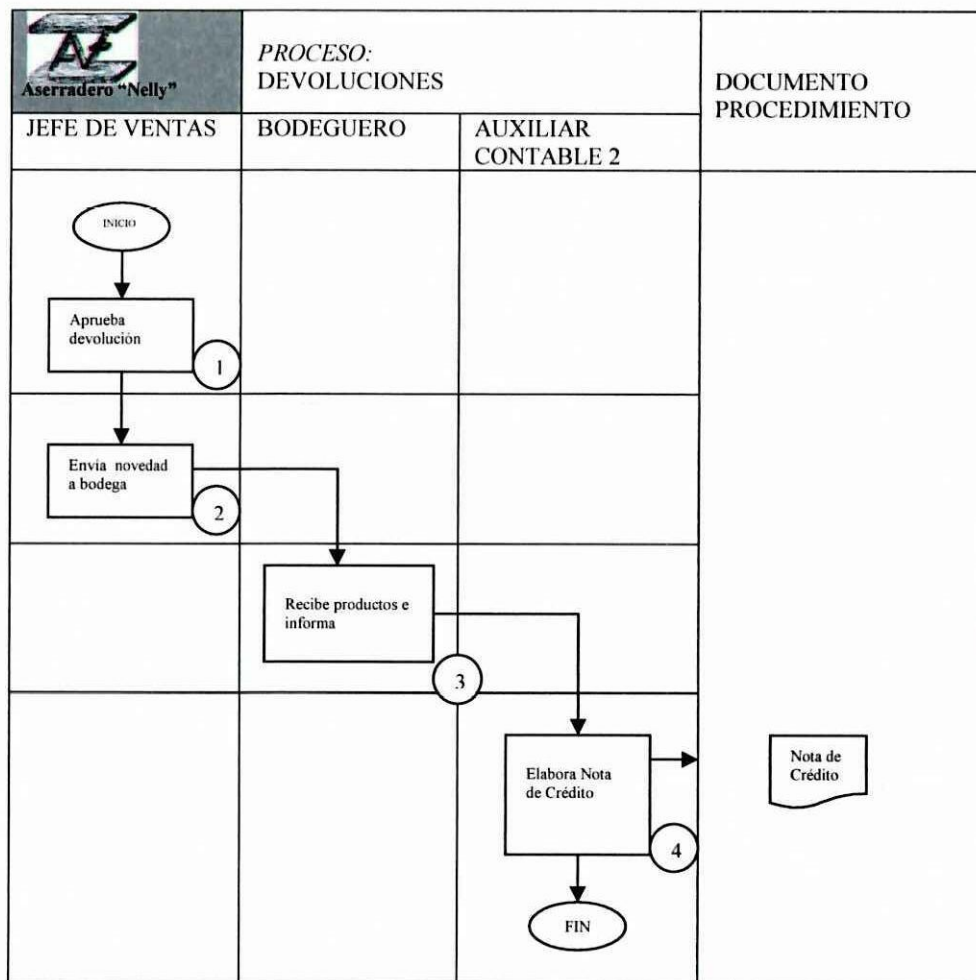 Aserradero "Nelly"
PROCESO:
DEVOLUCIONES
DOCUMENTO
PROCEDIMIENTO
JEFE DE VENTAS
BODEGUERO
AUXILIAR
CONTABLE 2
INICIO
Aprueba
devolución
1
Envia novedad
a bodega
2
Recibe productos e
informa
3
Elabora Nota
de Crédito
4
Nota de
Crédito
FIN